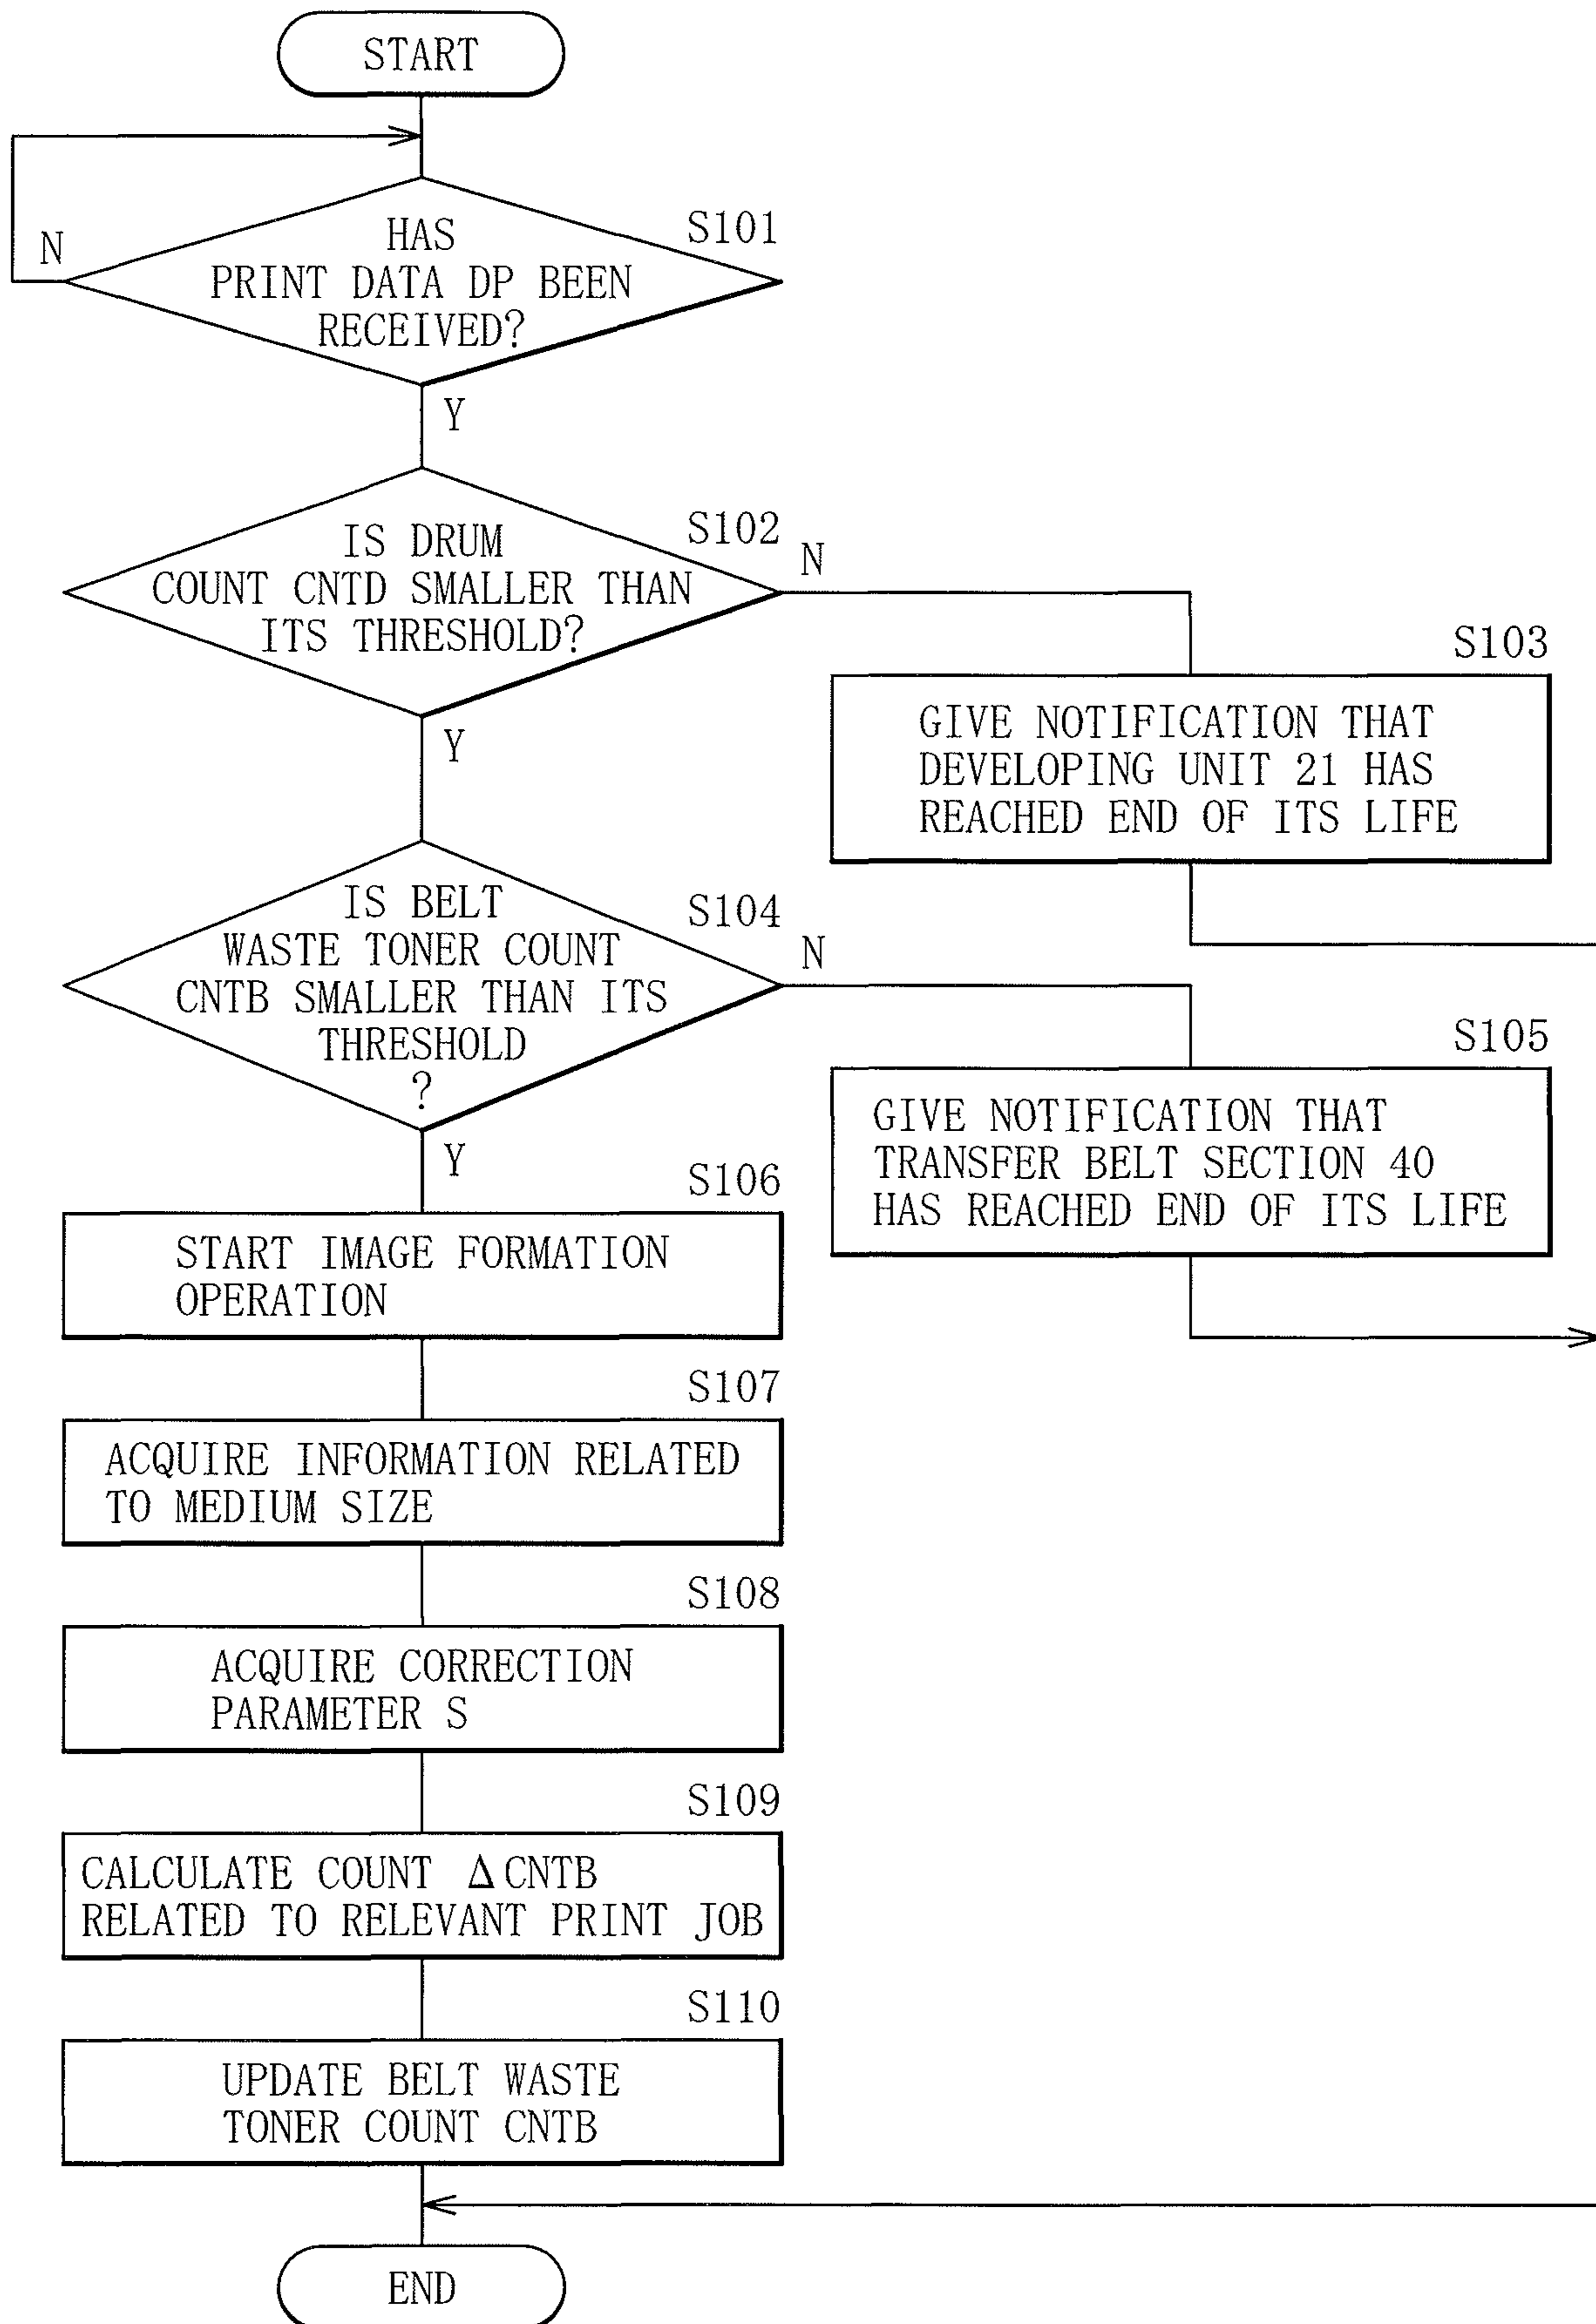 START
N
S101
HAS
PRINT DATA DP BEEN
RECEIVED?
Y
S102
IS DRUM
COUNT CNTD SMALLER THAN
ITS THRESHOLD?
N
Y
S103
GIVE NOTIFICATION THAT
DEVELOPING UNIT 21 HAS
REACHED END OF ITS LIFE
S104
IS BELT
WASTE TONER COUNT
CNTB SMALLER THAN ITS
THRESHOLD
?
N
Y
S105
GIVE NOTIFICATION THAT
TRANSFER BELT SECTION 40
HAS REACHED END OF ITS LIFE
S106
START IMAGE FORMATION
OPERATION
S107
ACQUIRE INFORMATION RELATED
TO MEDIUM SIZE
S108
ACQUIRE CORRECTION
PARAMETER S
S109
CALCULATE COUNT ΔCNTB
RELATED TO RELEVANT PRINT JOB
S110
UPDATE BELT WASTE
TONER COUNT CNTB
END